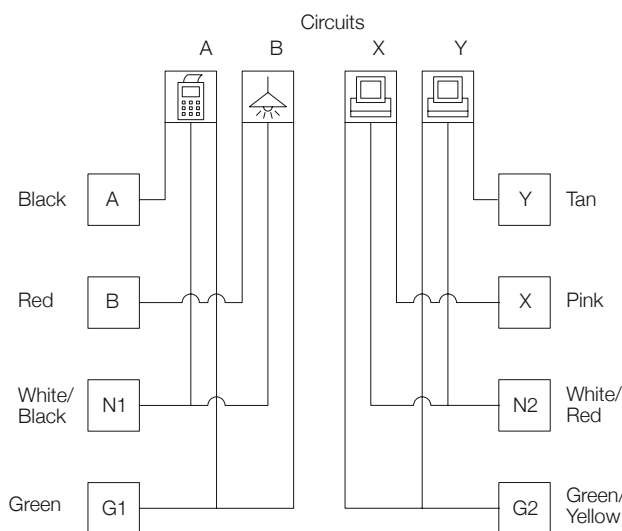 Circuits
A B X Y
Black A Y Tan
Red B X Pink
White/
Black N1 N2 White/
Red
Green G1 G2 Green/
Yellow